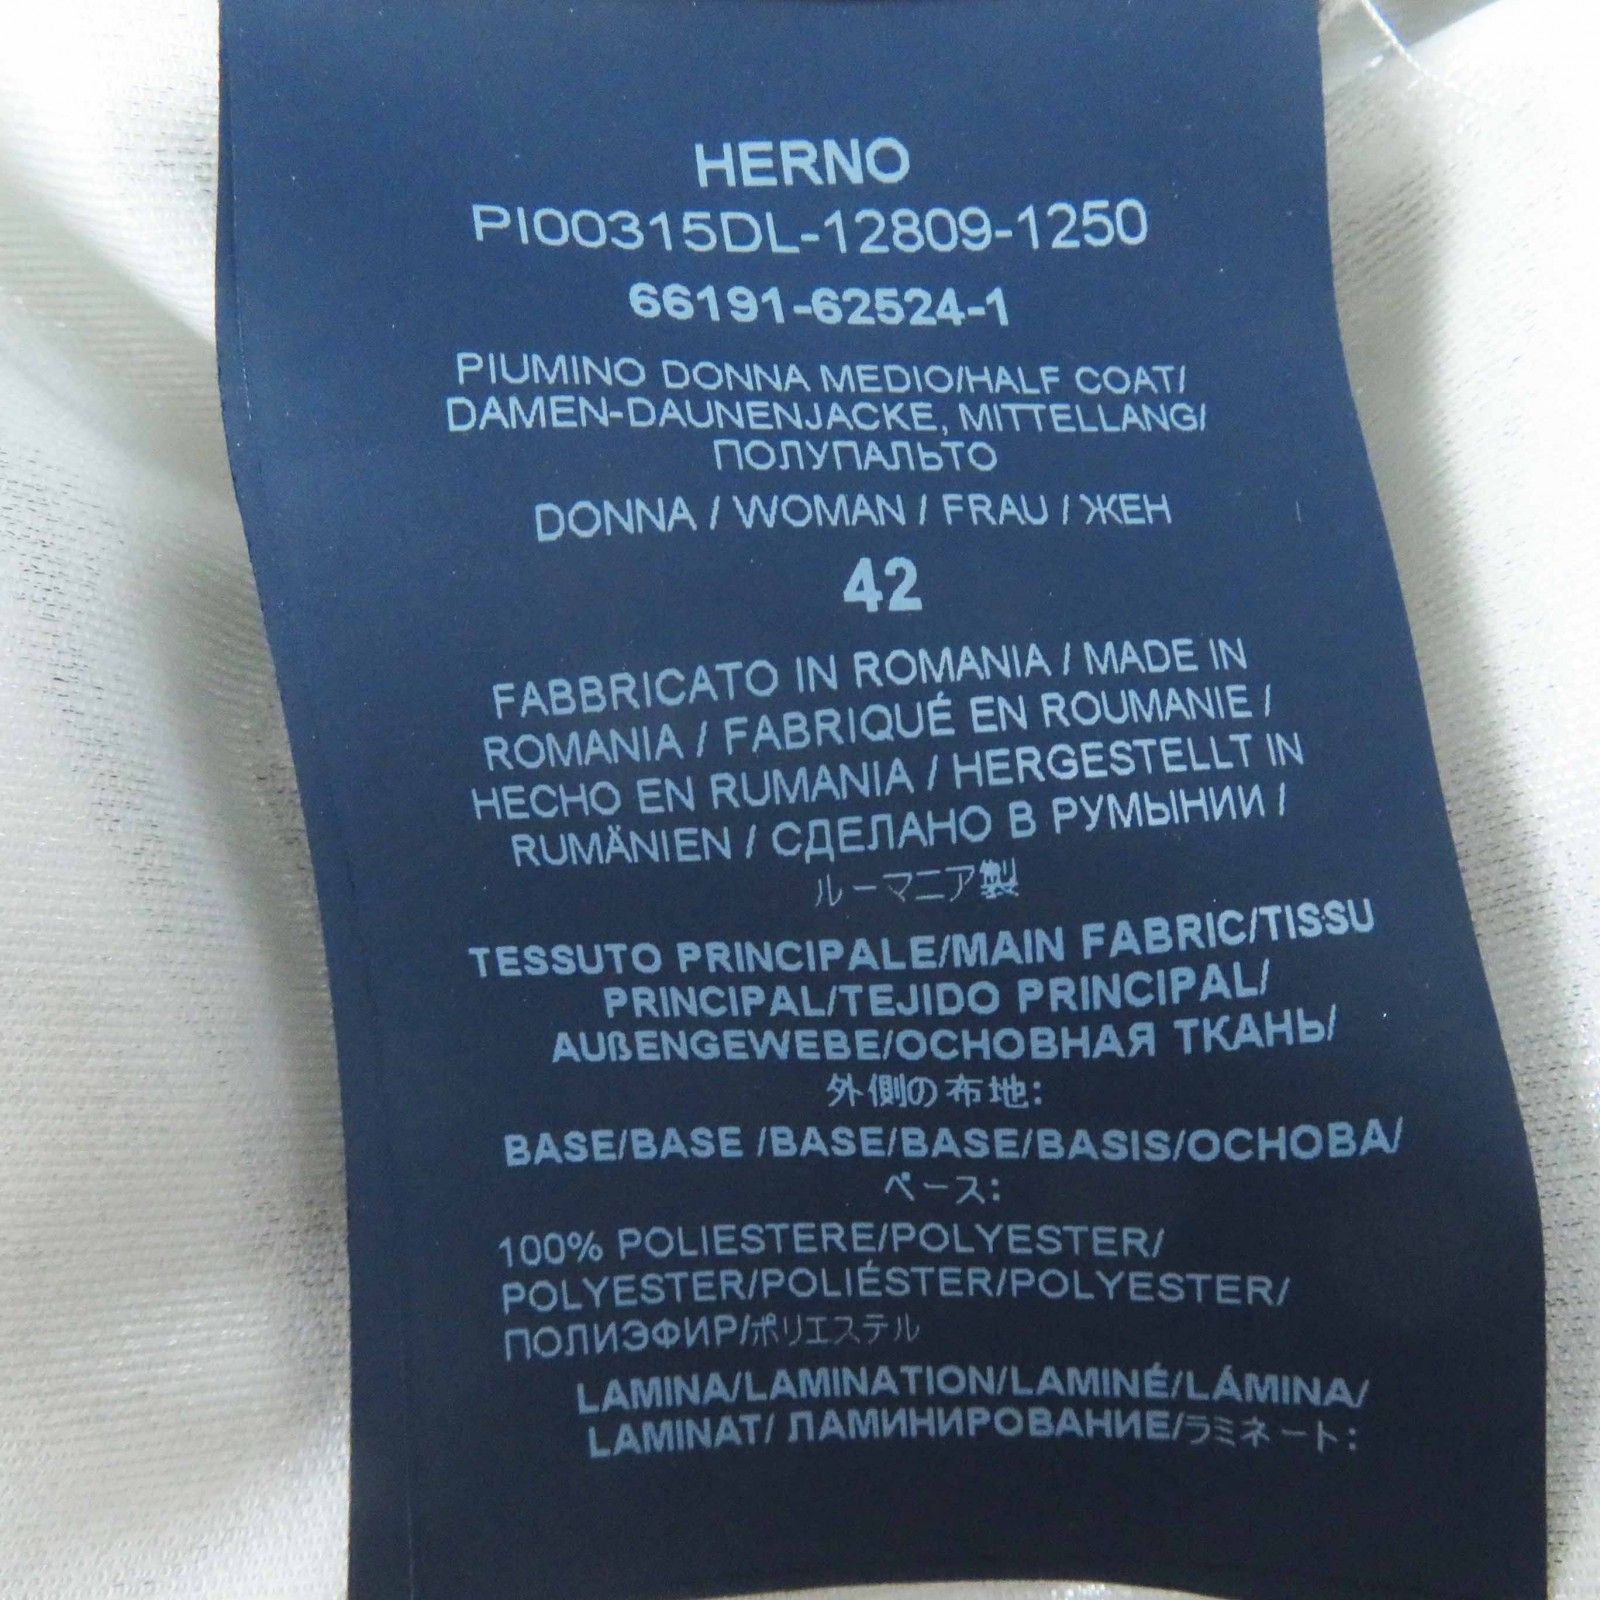 HERNO
PI00315DL-12809-1250
66191-62524-1
PIUMINO DONNA MEDIO/HALF COAT/
DAMEN-DAUNENJACKE, MITTELLANG/
ПОЛУПАЛЬТО
DONNA / WOMAN / FRAU / ЖЕН
42
FABBRICATO IN ROMANIA / MADE IN
ROMANIA / FABRIQUÉ EN ROUMANIE /
HECHO EN RUMANIA / HERGESTELLT IN
RUMÄNIEN / СДЕЛАНО В РУМЫНИИ /
ルーマニア製
TESSUTO PRINCIPALE/MAIN FABRIC/TISSU
PRINCIPAL/TEJIDO PRINCIPAL/
AUßENGEWEBE/ОСНОВНАЯ ТКАНЬ/
外側の布地:
BASE/BASE /BASE/BASE/BASIS/ОСНОВА/
ベース:
100% POLIESTERE/POLYESTER/
POLYESTER/POLIÉSTER/POLYESTER/
ПОЛИЭФИР/ポリエステル
LAMINA/LAMINATION/LAMINÉ/LÁMINA/
LAMINAT/ ЛАМИНИРОВАНИЕ/ラミネート: